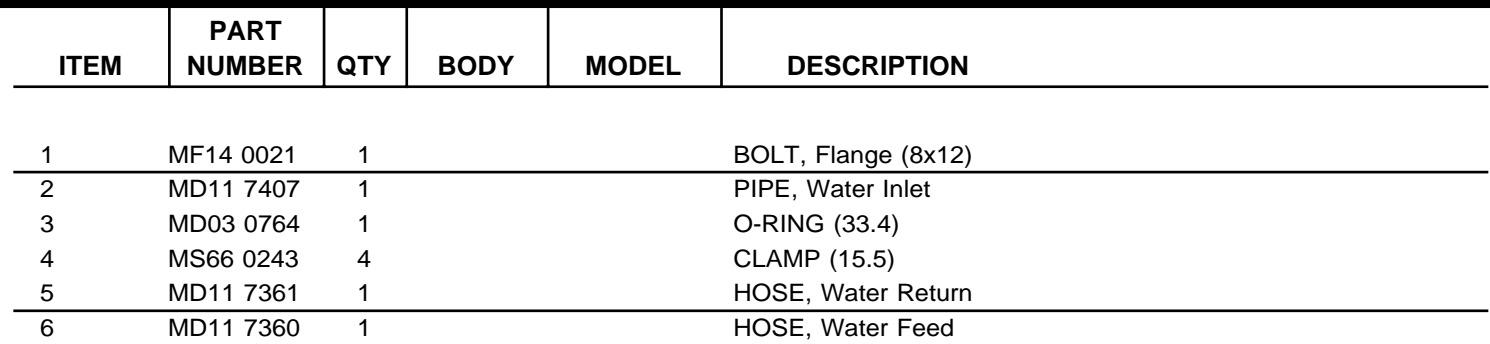 PART
ITEM NUMBER QTY BODY MODEL DESCRIPTION
1 MF14 0021 1 BOLT, Flange (8x12)
2 MD11 7407 1 PIPE, Water Inlet
3 MD03 0764 1 O-RING (33.4)
4 MS66 0243 4 CLAMP (15.5)
5 MD11 7361 1 HOSE, Water Return
6 MD11 7360 1 HOSE, Water Feed